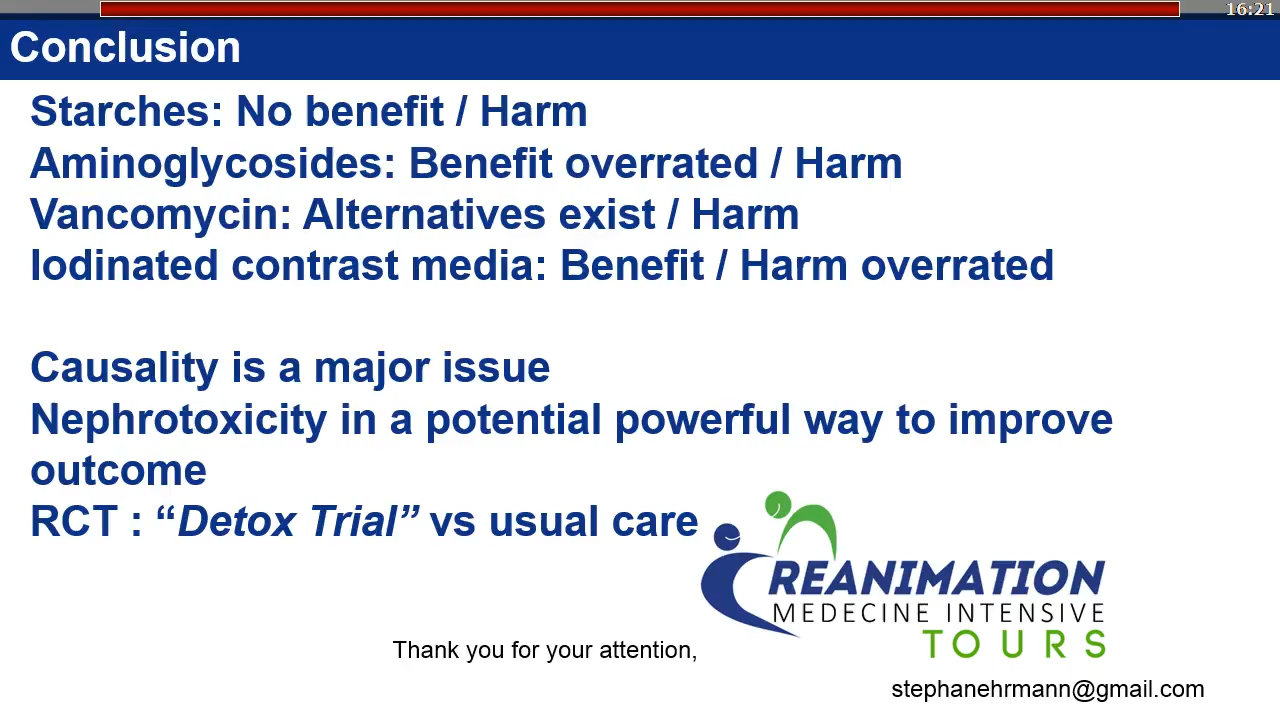 16:21
Conclusion
Starches: No benefit / Harm
Aminoglycosides: Benefit overrated / Harm
Vancomycin: Alternatives exist / Harm
Iodinated contrast media: Benefit / Harm overrated
Causality is a major issue
Nephrotoxicity in a potential powerful way to improve
outcome
RCT : “Detox Trial” vs usual care
REANIMATION
MEDECINE INTENSIVE
TOURS
Thank you for your attention,
stephanehrmann@gmail.com